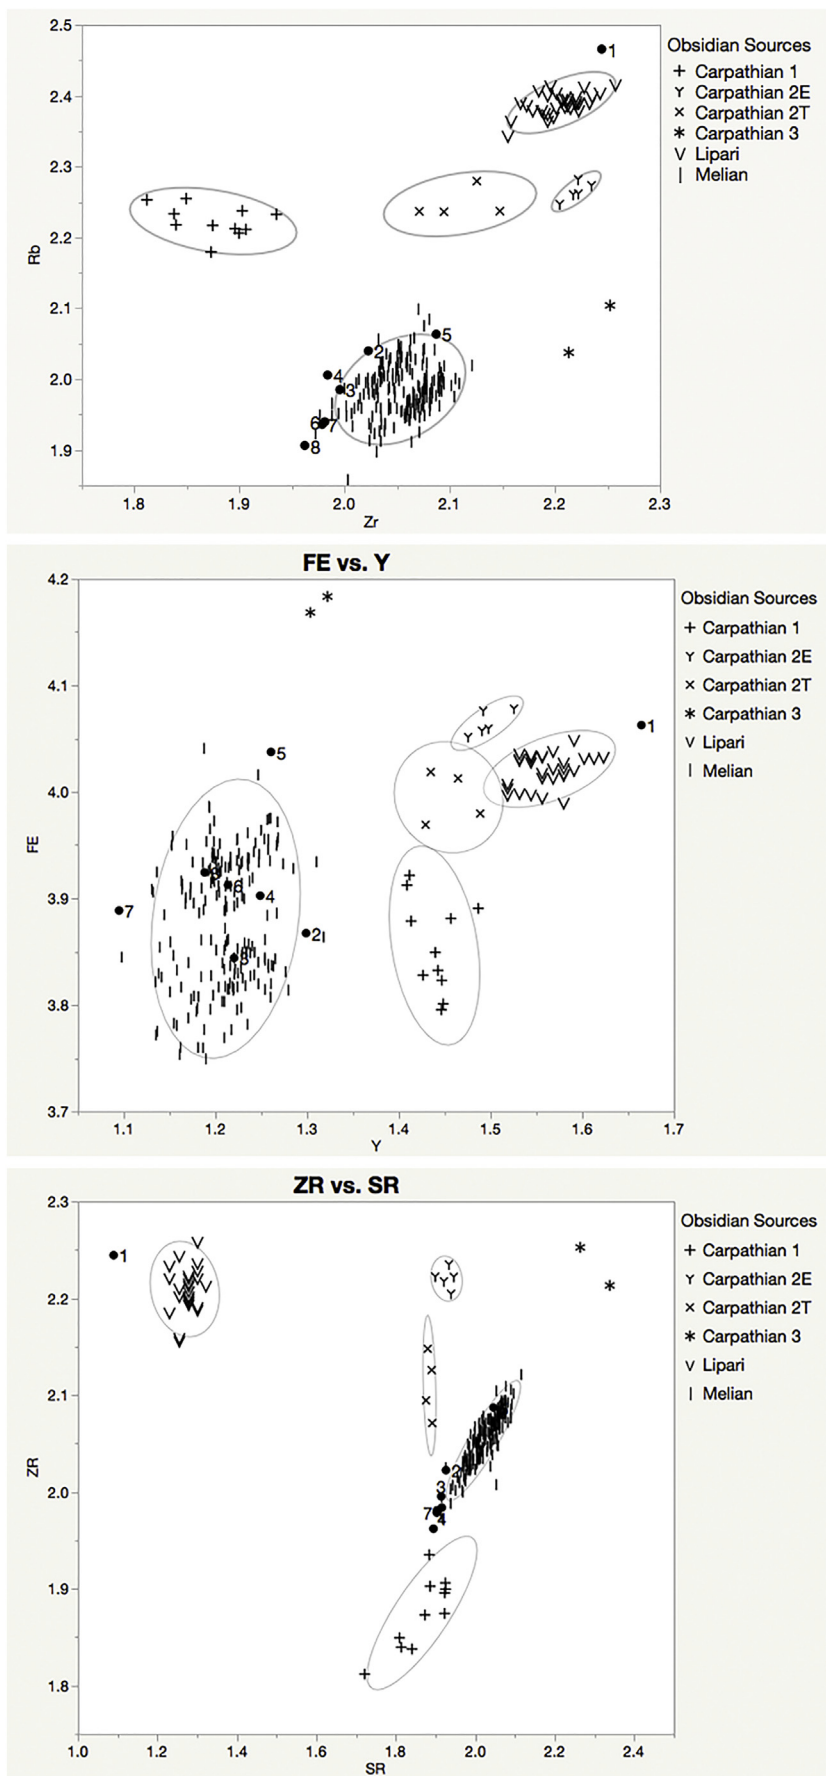 2.5
Obsidian Sources
Carpathian 1
Carpathian 2E
Carpathian 2T
Carpathian 3
Lipari
Melian
1
2.4
2.3
2.2
Rb
2.1
5
2
2.0
4
3
6
7
8
1.9
1.8 1.9 2.0 2.1 2.2 2.3
Zr
FE vs. Y
4.2
Obsidian Sources
Carpathian 1
Carpathian 2E
Carpathian 2T
Carpathian 3
Lipari
Melian
4.1
1
5
4.0
FE
3.9
6
4
7
2
8
3.8
3.7
1.1 1.2 1.3 1.4 1.5 1.6 1.7
Y
ZR vs. SR
2.3
Obsidian Sources
Carpathian 1
Carpathian 2E
Carpathian 2T
Carpathian 3
Lipari
Melian
1
2.2
2.1
ZR
2
2.0
3
7
4
1.9
1.8
1.0 1.2 1.4 1.6 1.8 2.0 2.2 2.4
SR